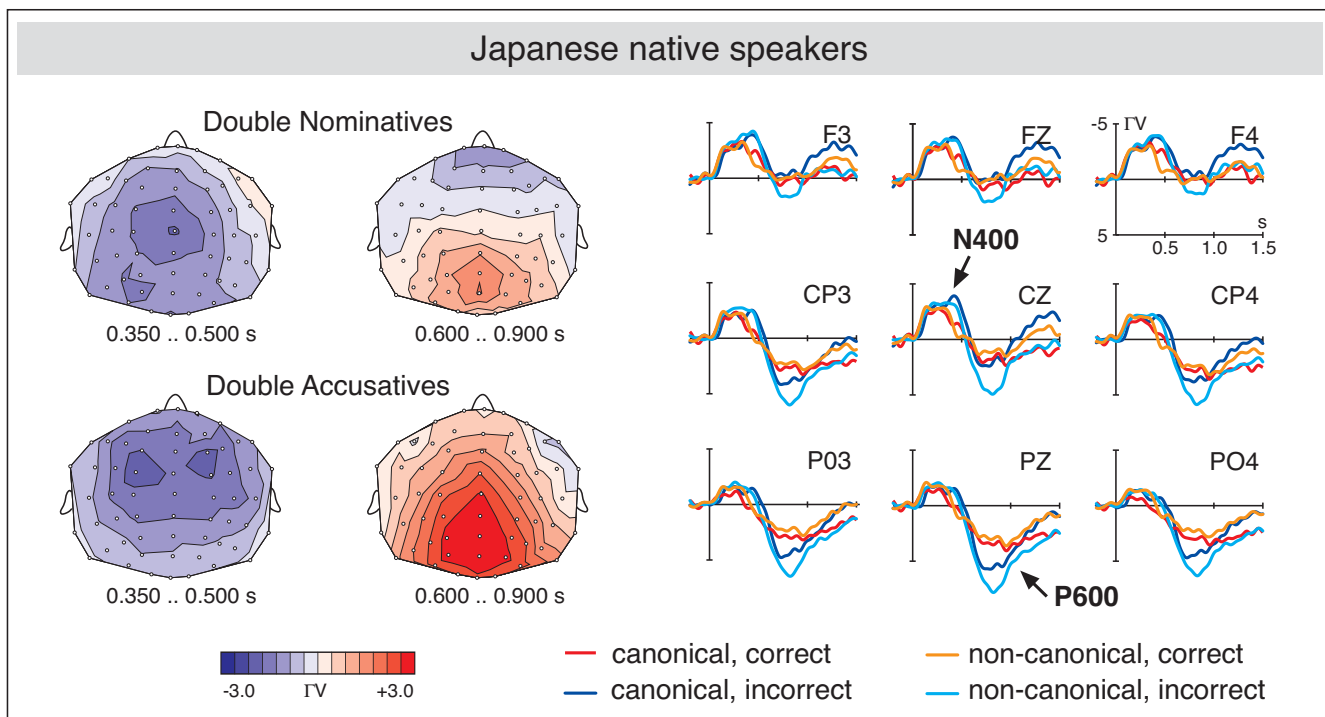 Japanese native speakers
Double Nominatives
0.350 .. 0.500 s
0.600 .. 0.900 s
Double Accusatives
0.350 .. 0.500 s
0.600 .. 0.900 s
-3.0 ΓV +3.0
F3
FZ
F4
-5 ΓV
5
s
0.5 1.0 1.5
N400
CP3
CZ
CP4
P03
PZ
PO4
P600
canonical, correct
non-canonical, correct
canonical, incorrect
non-canonical, incorrect